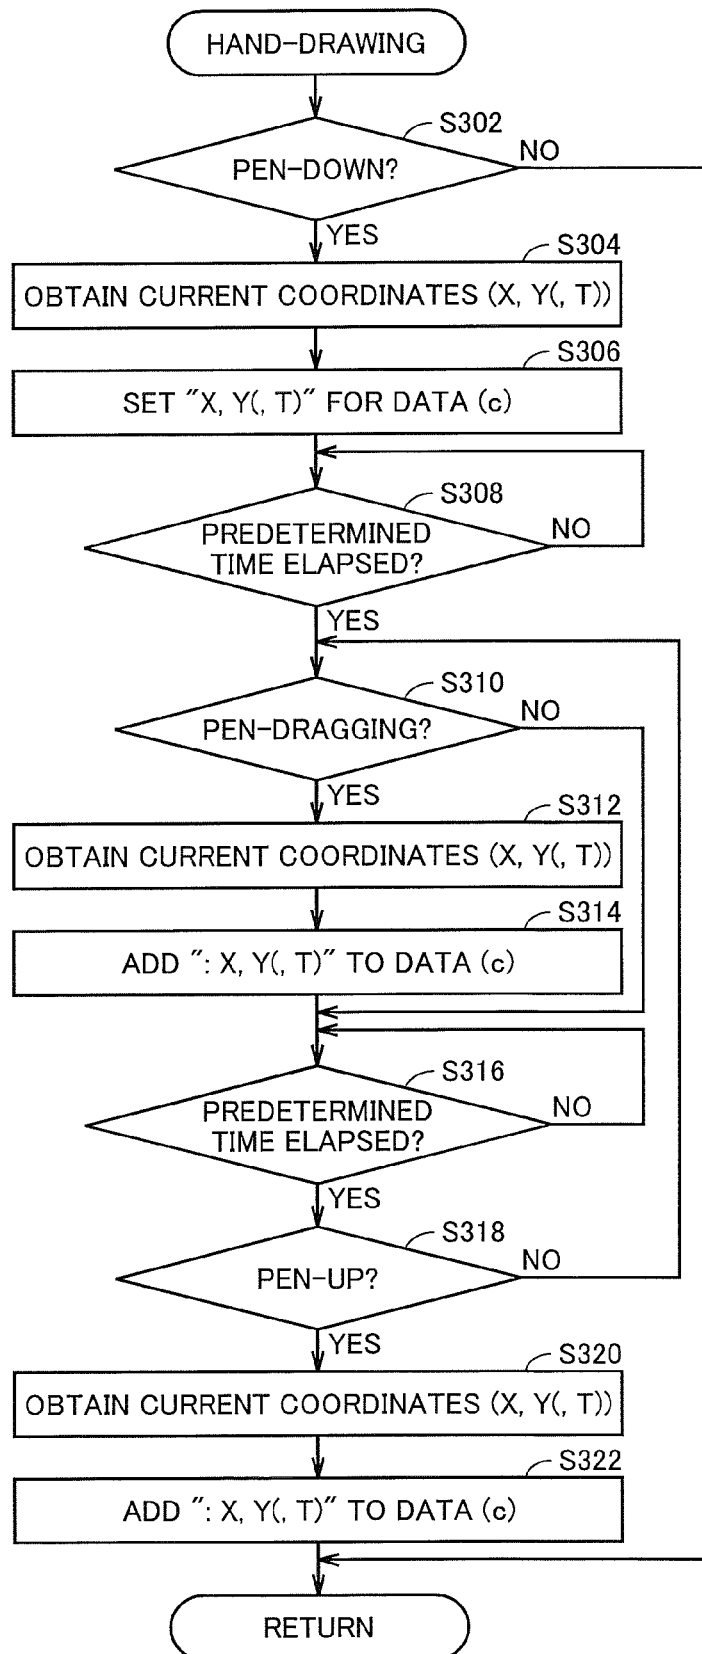 HAND-DRAWING
S302
PEN-DOWN?
NO
YES
S304
OBTAIN CURRENT COORDINATES (X, Y(, T))
S306
SET "X, Y(, T)" FOR DATA (c)
S308
PREDETERMINED
TIME ELAPSED?
NO
YES
S310
PEN-DRAGGING?
NO
YES
S312
OBTAIN CURRENT COORDINATES (X, Y(, T))
S314
ADD ": X, Y(, T)" TO DATA (c)
S316
PREDETERMINED
TIME ELAPSED?
NO
YES
S318
PEN-UP?
NO
YES
S320
OBTAIN CURRENT COORDINATES (X, Y(, T))
S322
ADD ": X, Y(, T)" TO DATA (c)
RETURN